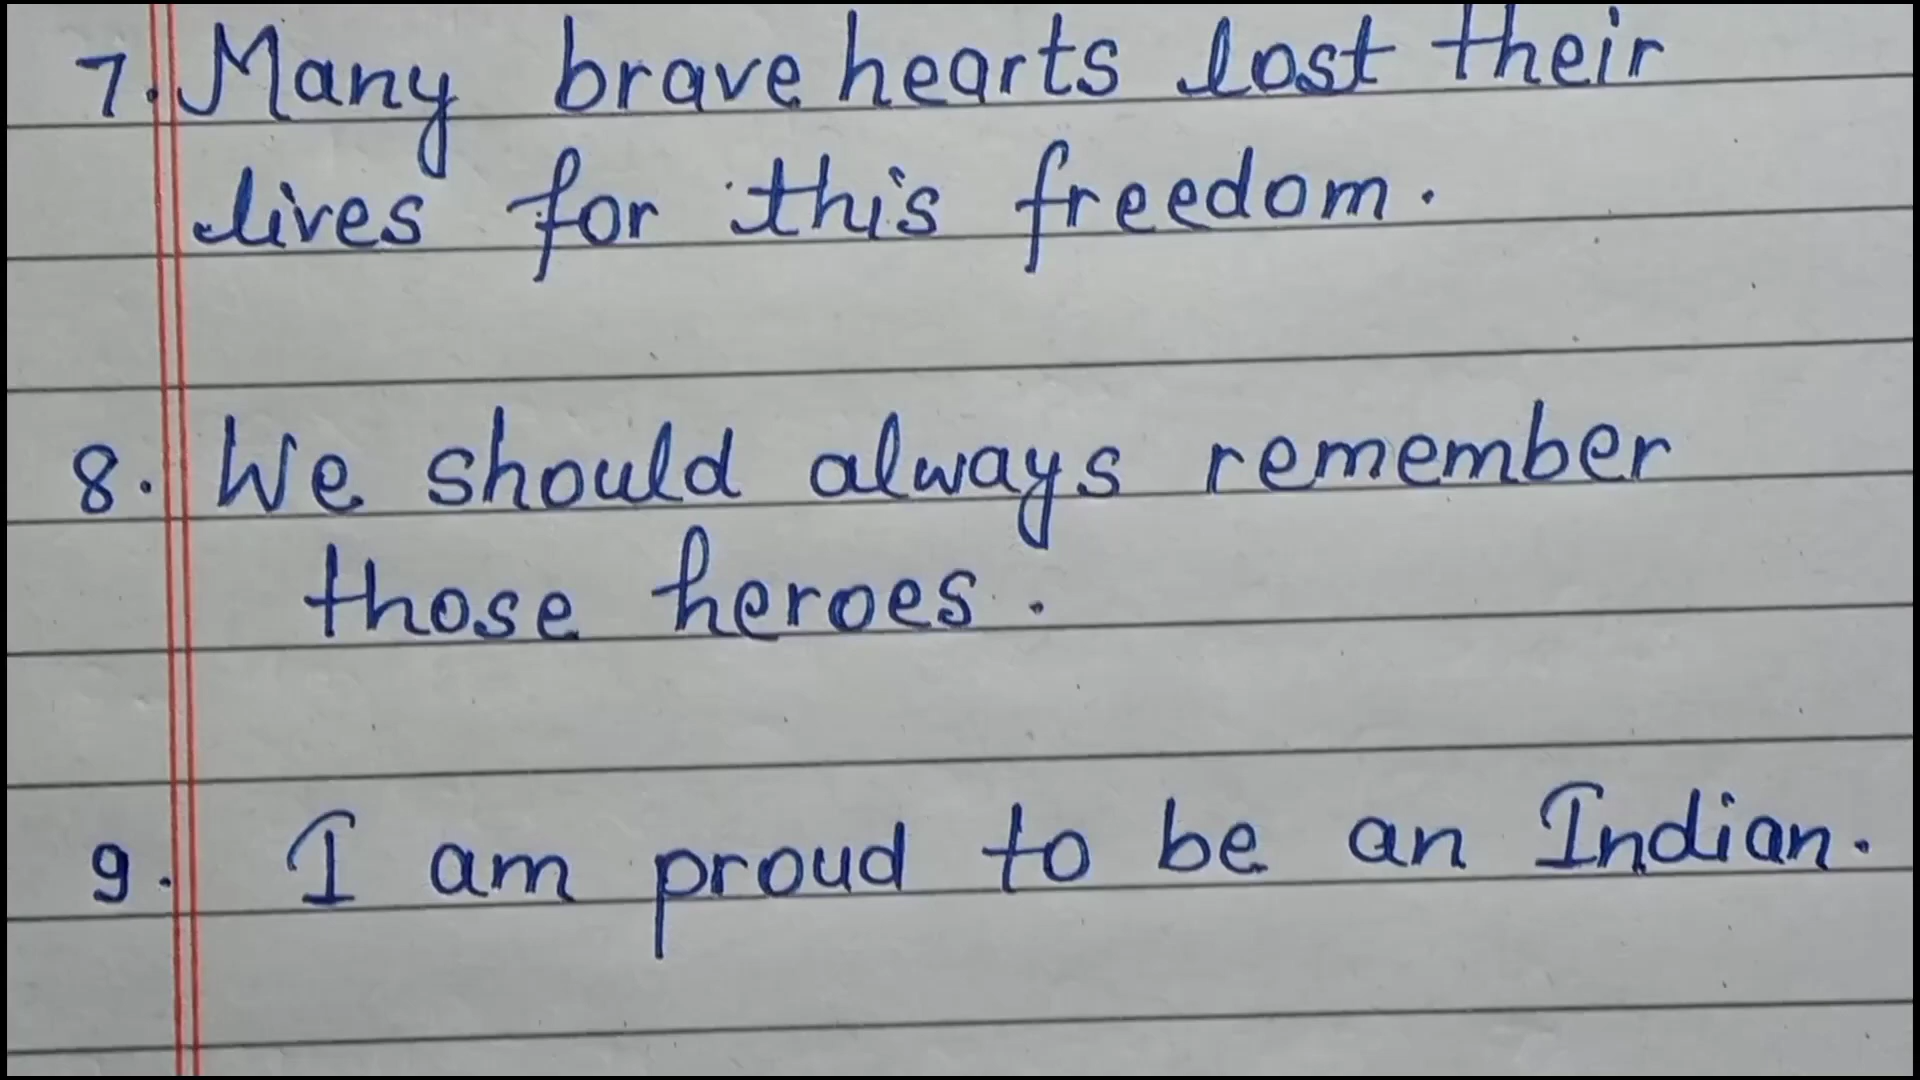 7. Many brave hearts lost their
lives for this freedom.
8. We should always remember
those heroes.
9. I am proud to be an Indian.